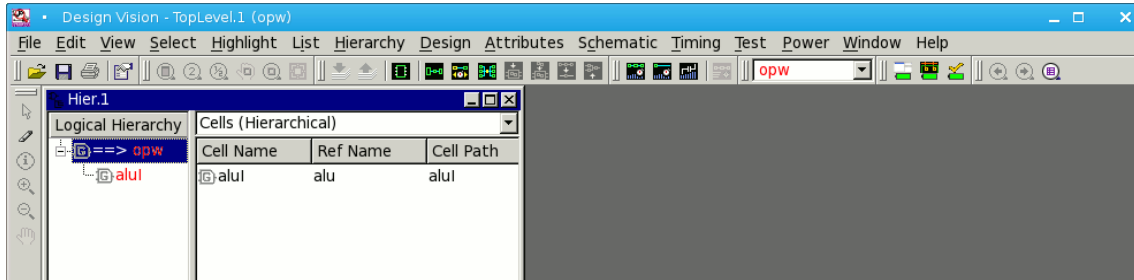 Design Vision - TopLevel.1 (opw)
File Edit View Select Highlight List Hierarchy Design Attributes Schematic Timing Test Power Window Help
opw
Hier.1
Logical Hierarchy Cells (Hierarchical)
==> opw Cell Name Ref Name Cell Path
aluI aluI alu aluI